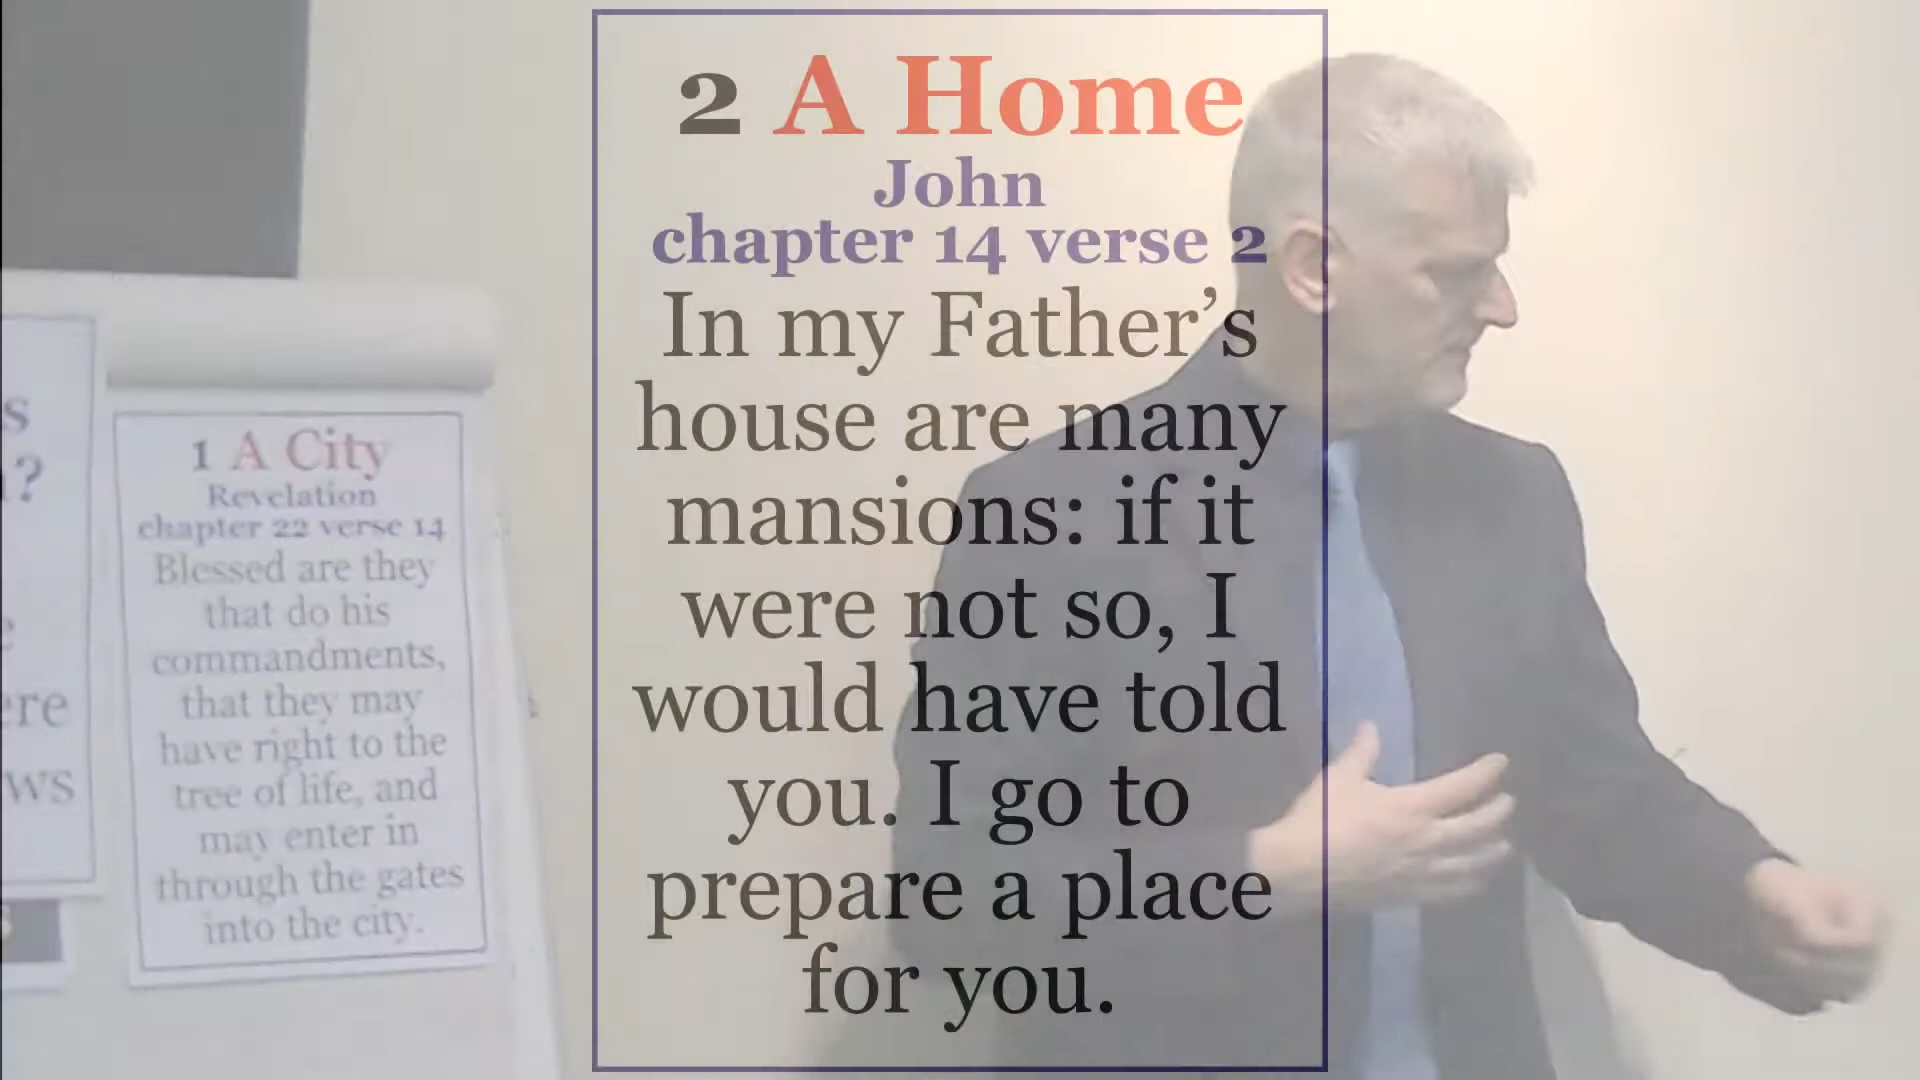 s
?
ere
ws
1 A City
Revelation
chapter 22 verse 14
Blessed are they
that do his
commandments,
that they may
have right to the
tree of life, and
may enter in
through the gates
into the city.
2 A Home
John
chapter 14 verse 2
In my Father’s
house are many
mansions: if it
were not so, I
would have told
you. I go to
prepare a place
for you.